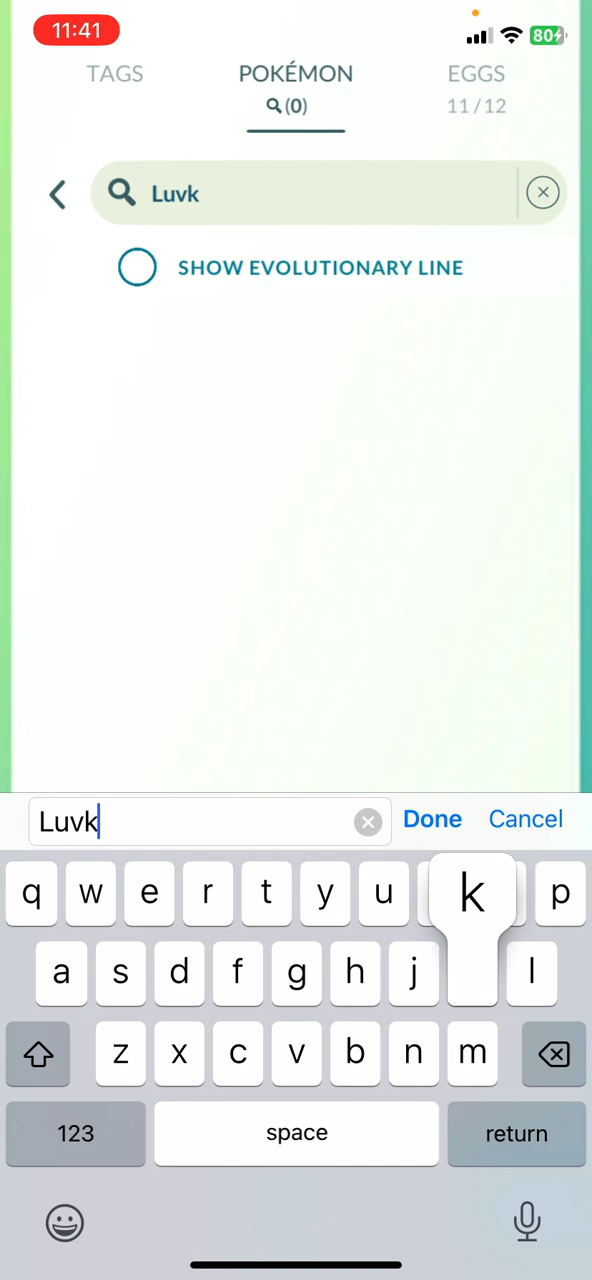 11:41
80
TAGS
POKÉMON
EGGS
(0)
11/12
Luvk
SHOW EVOLUTIONARY LINE
Luvk
Done
Cancel
q w e r t y u k p
a s d f g h j l
z x c v b n m
123
space
return